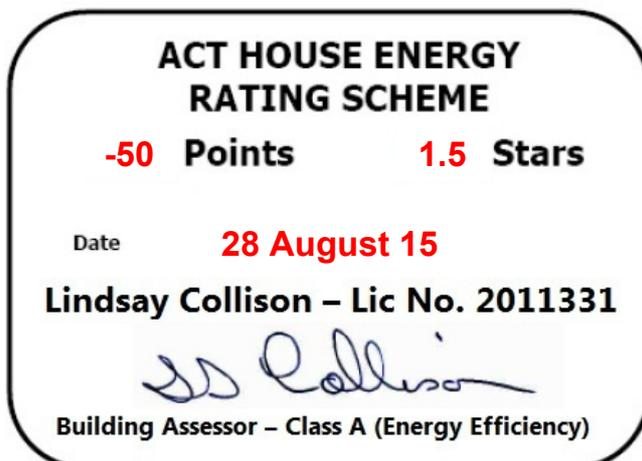 ACT HOUSE ENERGY
RATING SCHEME
-50 Points 1.5 Stars
Date 28 August 15
Lindsay Collison – Lic No. 2011331
Building Assessor – Class A (Energy Efficiency)